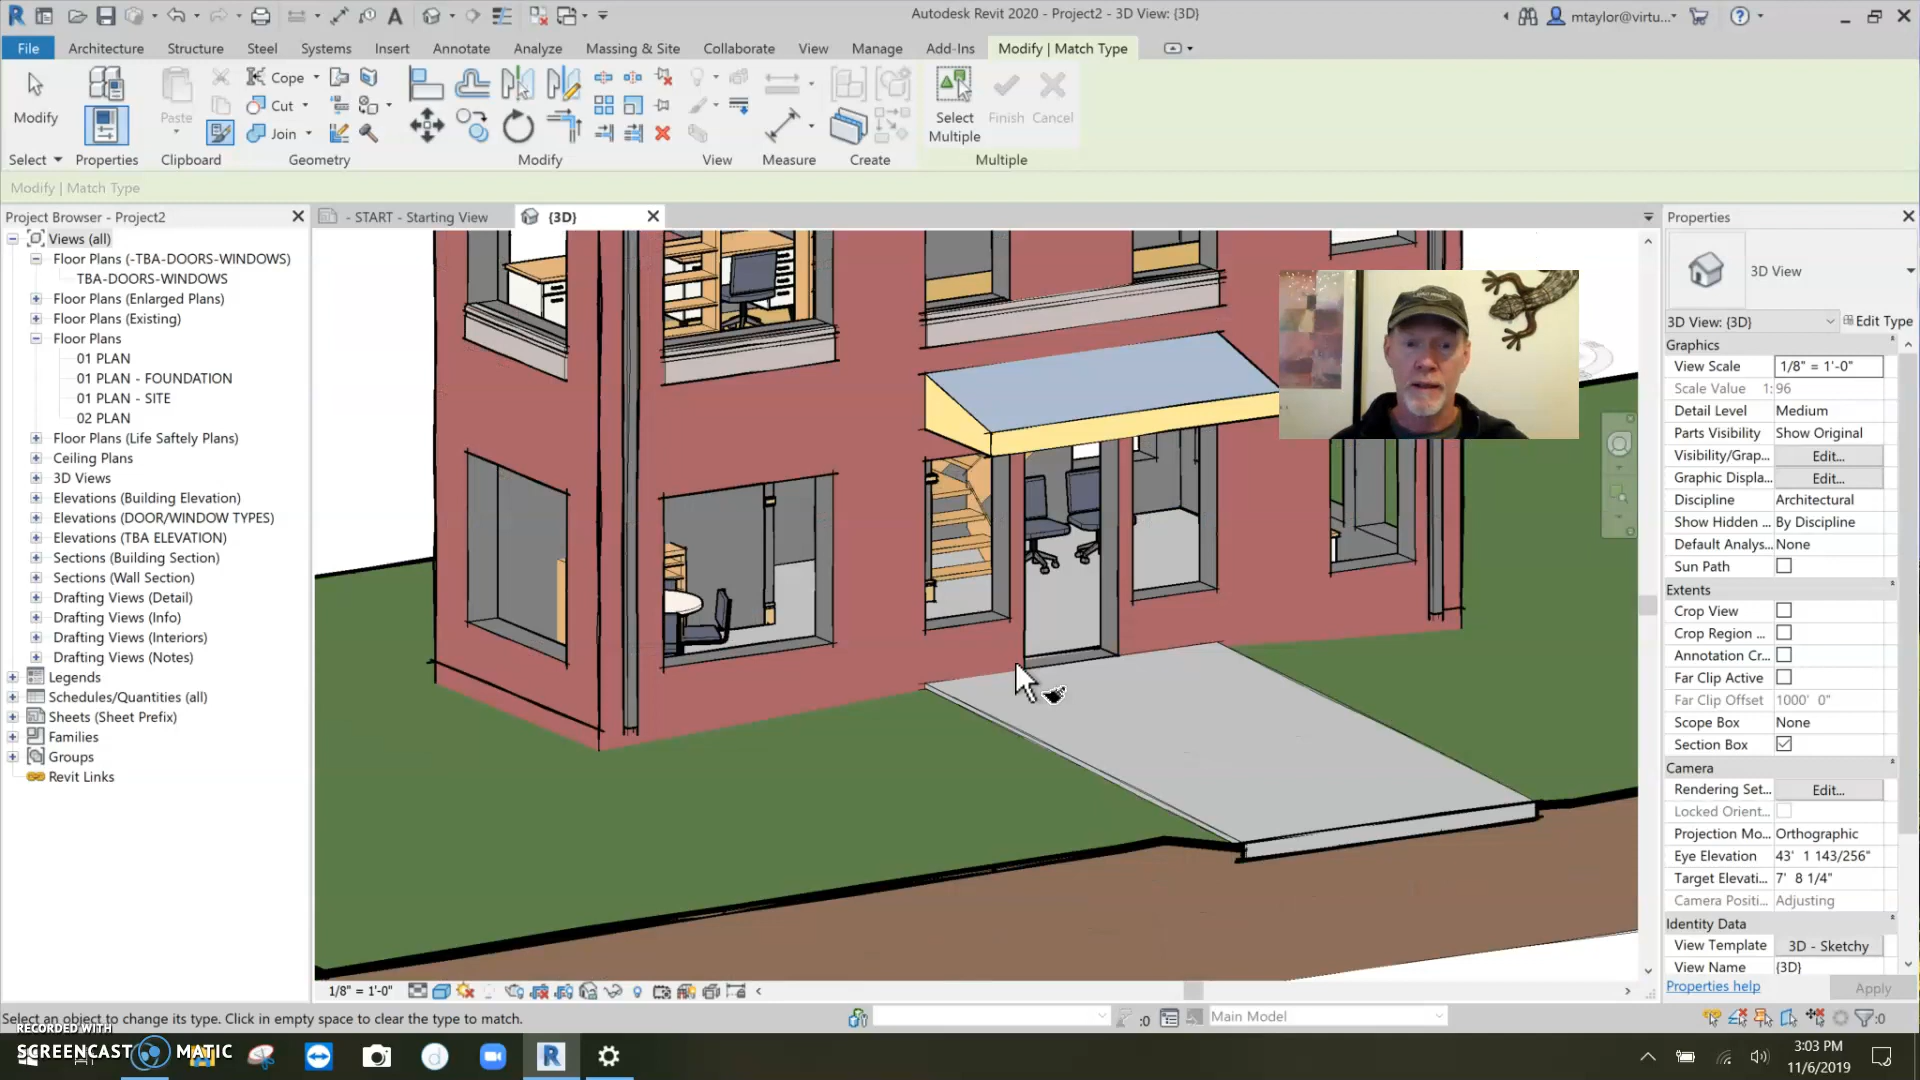 Autodesk Revit 2020 - Project2 - 3D View: {3D}
mtaylor@virtu...
File Architecture Structure Steel Systems Insert Annotate Analyze Massing & Site Collaborate View Manage Add-Ins Modify | Match Type
Modify
Paste
Cope
Cut
Join
Select Multiple
Finish
Cancel
Select Properties Clipboard Geometry Modify View Measure Create Multiple
Modify | Match Type
Project Browser - Project2
- START - Starting View
{3D}
Properties
Views (all)
Floor Plans (-TBA-DOORS-WINDOWS)
TBA-DOORS-WINDOWS
Floor Plans (Enlarged Plans)
Floor Plans (Existing)
Floor Plans
01 PLAN
01 PLAN - FOUNDATION
01 PLAN - SITE
02 PLAN
Floor Plans (Life Saftely Plans)
Ceiling Plans
3D Views
Elevations (Building Elevation)
Elevations (DOOR/WINDOW TYPES)
Elevations (TBA ELEVATION)
Sections (Building Section)
Sections (Wall Section)
Drafting Views (Detail)
Drafting Views (Info)
Drafting Views (Interiors)
Drafting Views (Notes)
Legends
Schedules/Quantities (all)
Sheets (Sheet Prefix)
Families
Groups
Revit Links
3D View
3D View: {3D}
Edit Type
Graphics
View Scale 1/8" = 1'-0"
Scale Value 1: 96
Detail Level Medium
Parts Visibility Show Original
Visibility/Grap... Edit...
Graphic Displa... Edit...
Discipline Architectural
Show Hidden ... By Discipline
Default Analys... None
Sun Path
Extents
Crop View
Crop Region ...
Annotation Cr...
Far Clip Active
Far Clip Offset 1000' 0"
Scope Box None
Section Box
Camera
Rendering Set... Edit...
Locked Orient...
Projection Mo... Orthographic
Eye Elevation 43' 1 143/256"
Target Elevati... 7' 8 1/4"
Camera Positi... Adjusting
Identity Data
View Template 3D - Sketchy
View Name {3D}
Properties help
Apply
1/8" = 1'-0"
Select an object to change its type. Click in empty space to clear the type to match.
:0
Main Model
:0
RECORDED WITH
SCREENCAST MATIC
3:03 PM
11/6/2019